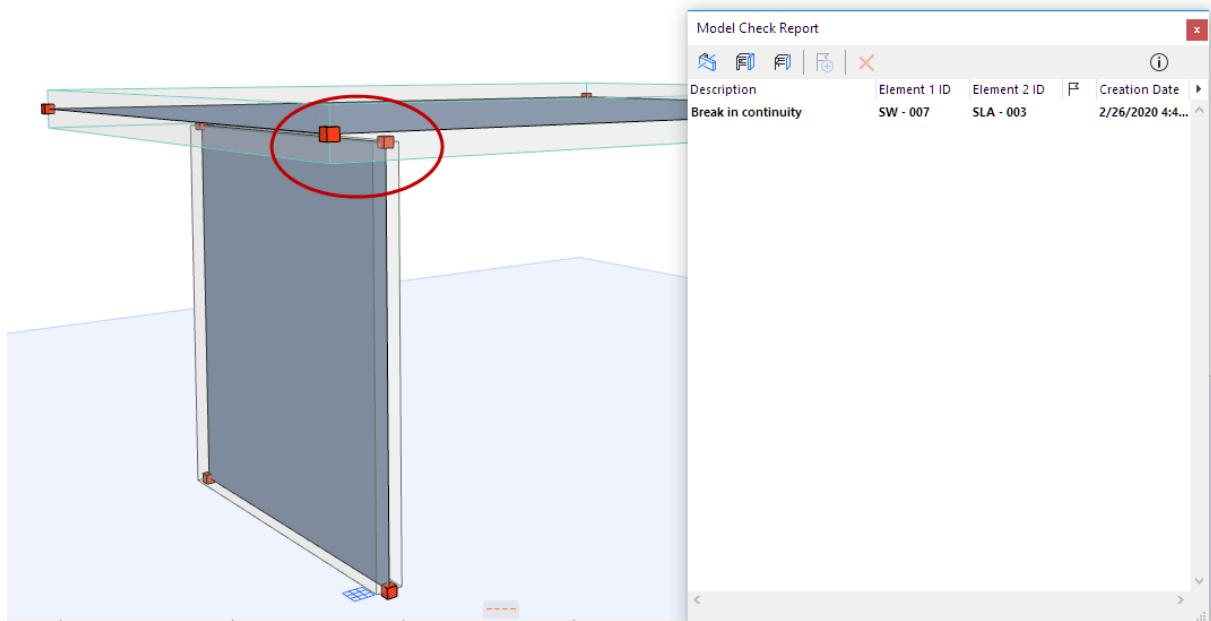 Model Check Report
Description Element 1 ID Element 2 ID Creation Date
Break in continuity SW - 007 SLA - 003 2/26/2020 4:4...